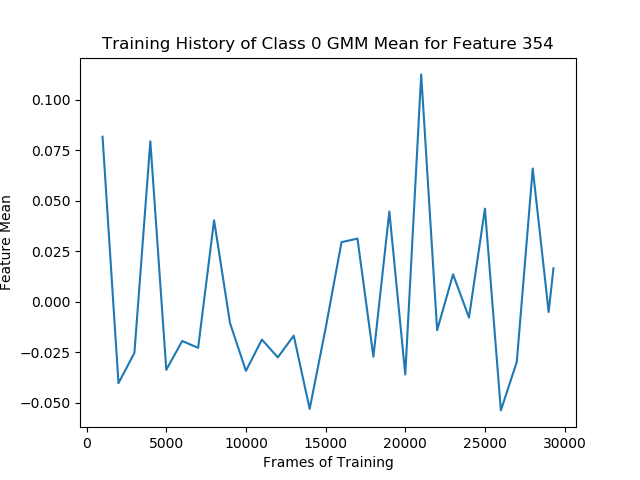 Training History of Class 0 GMM Mean for Feature 354
Feature Mean
0.100
0.075
0.050
0.025
0.000
−0.025
−0.050
0 5000 10000 15000 20000 25000 30000
Frames of Training